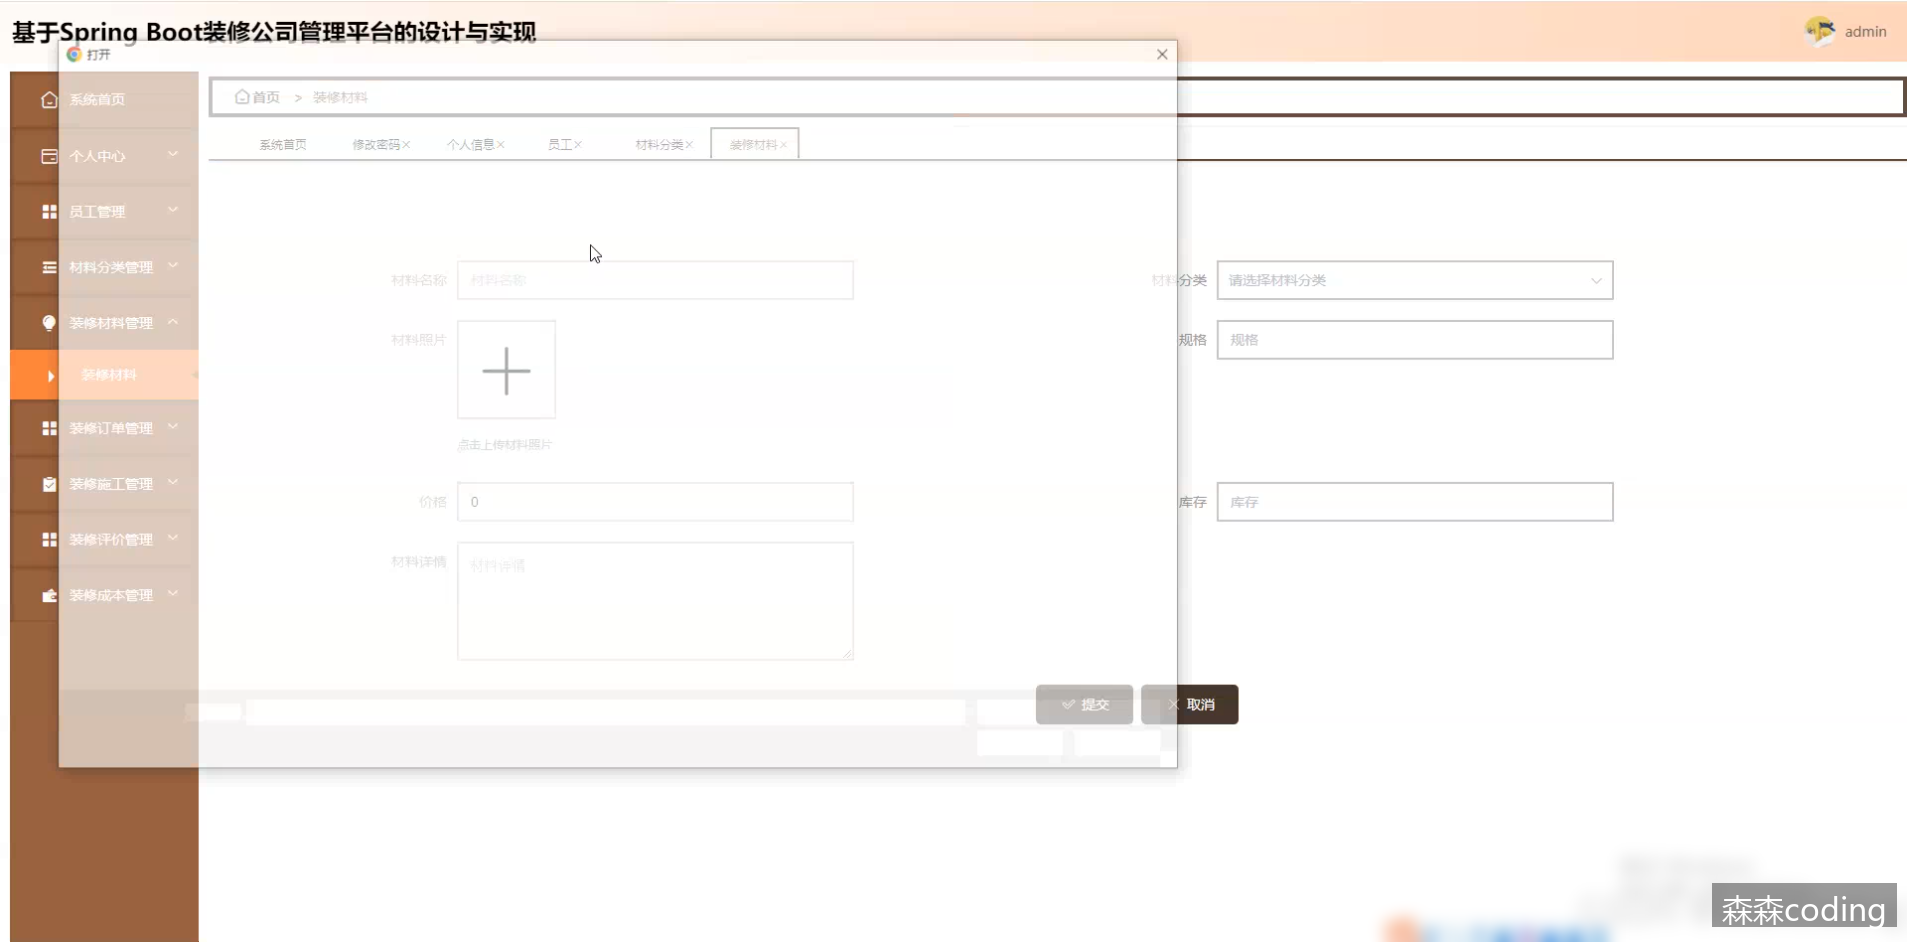 基于Spring Boot装修公司管理平台的设计与实现
admin
打开
系统首页
个人中心
员工管理
材料分类管理
装修材料管理
装修材料
装修订单管理
装修施工管理
装修评价管理
装修成本管理
首页 > 装修材料
系统首页 修改密码× 个人信息× 员工× 材料分类× 装修材料×
材料名称 材料名称 材料分类 请选择材料分类
材料照片 规格 规格
点击上传材料照片
价格 0 库存 库存
材料详情 材料详情
提交 取消
森森coding